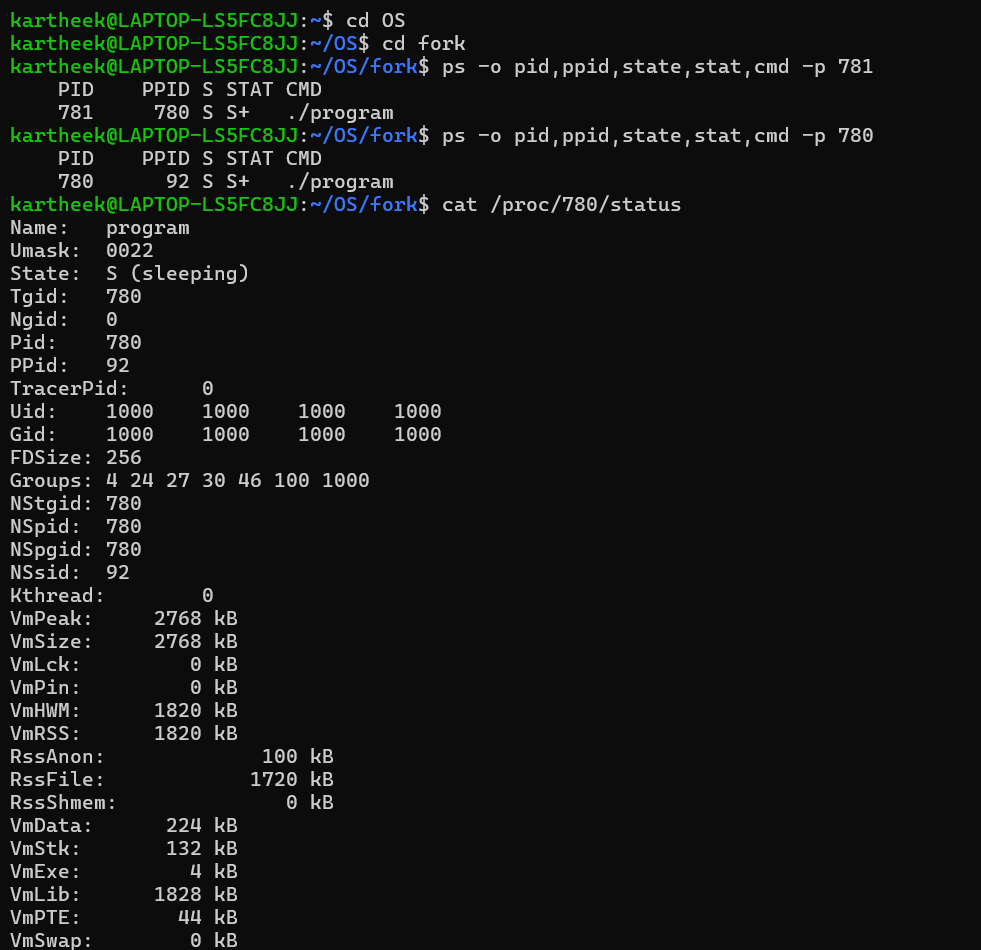 kartheek@LAPTOP-LS5FC8JJ:~$ cd OS
kartheek@LAPTOP-LS5FC8JJ:~/OS$ cd fork
kartheek@LAPTOP-LS5FC8JJ:~/OS/fork$ ps -o pid,ppid,state,stat,cmd -p 781
    PID    PPID S STAT CMD
    781     780 S S+   ./program
kartheek@LAPTOP-LS5FC8JJ:~/OS/fork$ ps -o pid,ppid,state,stat,cmd -p 780
    PID    PPID S STAT CMD
    780      92 S S+   ./program
kartheek@LAPTOP-LS5FC8JJ:~/OS/fork$ cat /proc/780/status
Name:   program
Umask:  0022
State:  S (sleeping)
Tgid:   780
Ngid:   0
Pid:    780
PPid:   92
TracerPid:      0
Uid:    1000    1000    1000    1000
Gid:    1000    1000    1000    1000
FDSize: 256
Groups: 4 24 27 30 46 100 1000
NStgid: 780
NSpid:  780
NSpgid: 780
NSsid:  92
Kthread:        0
VmPeak:     2768 kB
VmSize:     2768 kB
VmLck:         0 kB
VmPin:         0 kB
VmHWM:      1820 kB
VmRSS:      1820 kB
RssAnon:             100 kB
RssFile:            1720 kB
RssShmem:              0 kB
VmData:      224 kB
VmStk:       132 kB
VmExe:         4 kB
VmLib:      1828 kB
VmPTE:        44 kB
VmSwap:        0 kB